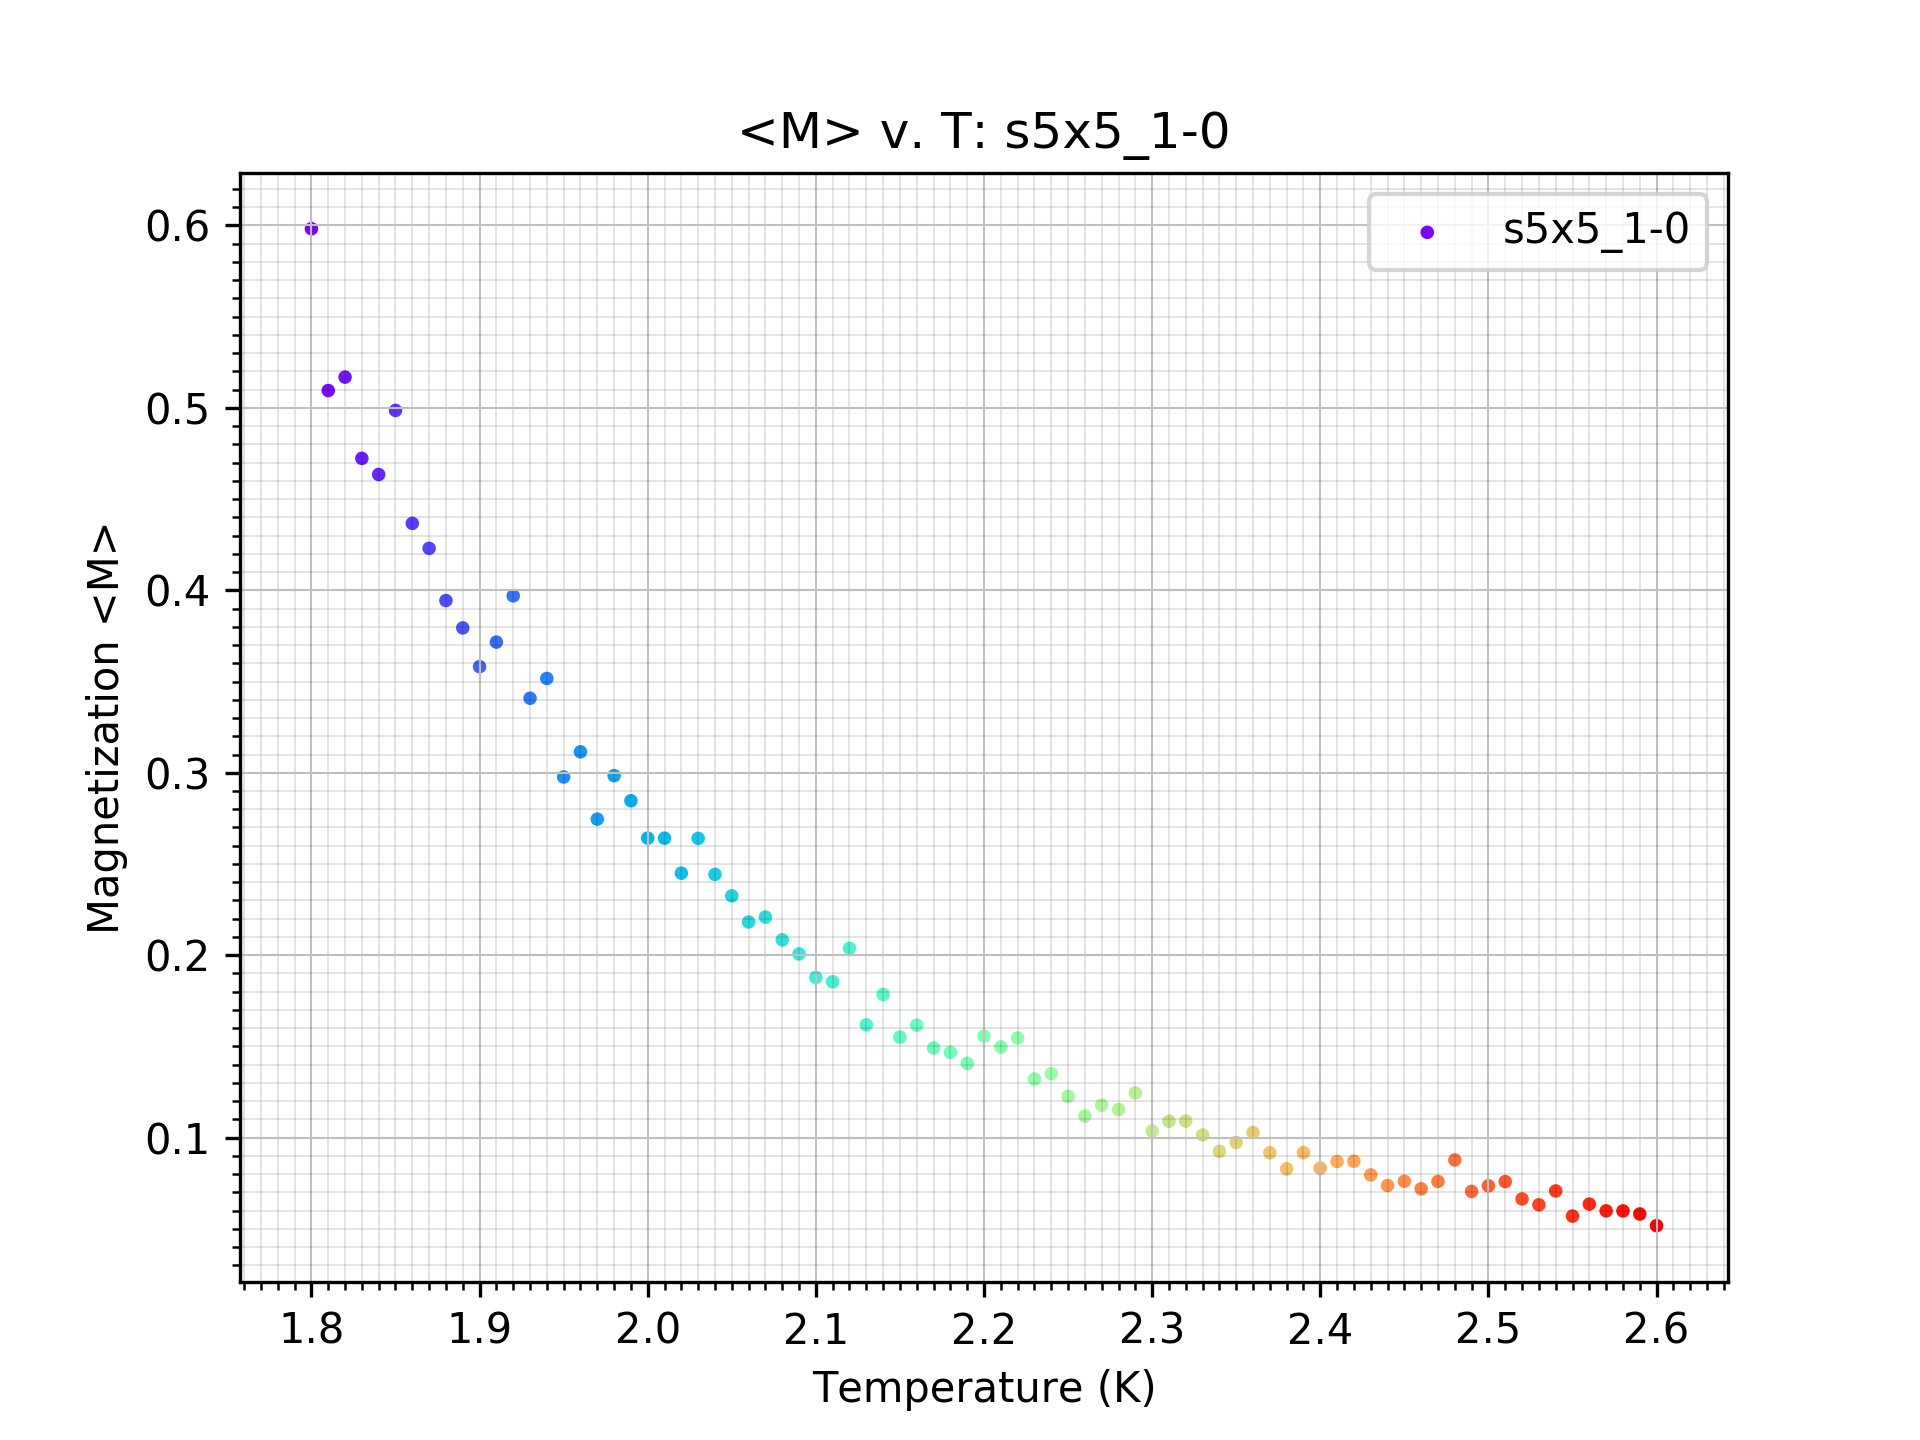 <M> v. T: s5x5_1-0
s5x5_1-0
Magnetization <M>
0.6
0.5
0.4
0.3
0.2
0.1
1.8 1.9 2.0 2.1 2.2 2.3 2.4 2.5 2.6
Temperature (K)